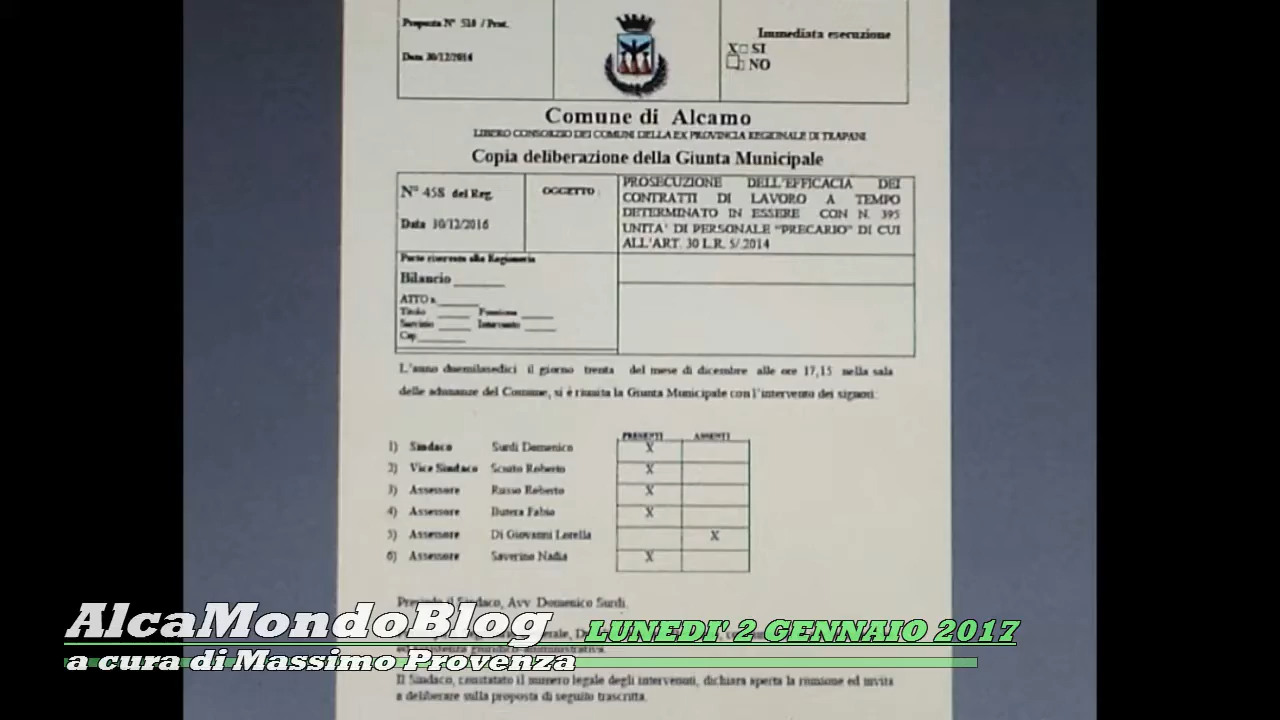 Proposta N° 518 / Prot.
Data 30/12/2016
Immediata esecuzione
X□ SI
□ NO
Comune di Alcamo
LIBERO CONSORZIO DEI COMUNI DELLA EX PROVINCIA REGIONALE DI TRAPANI
Copia deliberazione della Giunta Municipale
N° 458 del Reg.
Data 30/12/2016
OGGETTO :
PROSECUZIONE DELL'EFFICACIA DEI
CONTRATTI DI LAVORO A TEMPO
DETERMINATO IN ESSERE CON N. 395
UNITA' DI PERSONALE "PRECARIO" DI CUI
ALL'ART. 30 L.R. 5/2014
Parte riservata alla Ragioneria
Bilancio _______
ATTO n. _______
Titolo _____ Funzione _____
Servizio _____ Intervento _____
Cap. _______
L'anno duemilasedici il giorno trenta del mese di dicembre alle ore 17,15 nella sala
delle adunanze del Comune, si è riunita la Giunta Municipale con l'intervento dei signori:
PRESENTI ASSENTI
1) Sindaco Surdi Domenico X
2) Vice Sindaco Scurto Roberto X
3) Assessore Russo Roberto X
4) Assessore Butera Fabio X
5) Assessore Di Giovanni Lorella X
6) Assessore Saverino Nadia X
Presiede il Sindaco, Avv. Domenico Surdi.
AlcaMondoBlog
LUNEDI' 2 GENNAIO 2017
a cura di Massimo Provenza
Il Sindaco, constatato il numero legale degli intervenuti, dichiara aperta la riunione ed invita
a deliberare sulla proposta di seguito trascritta.